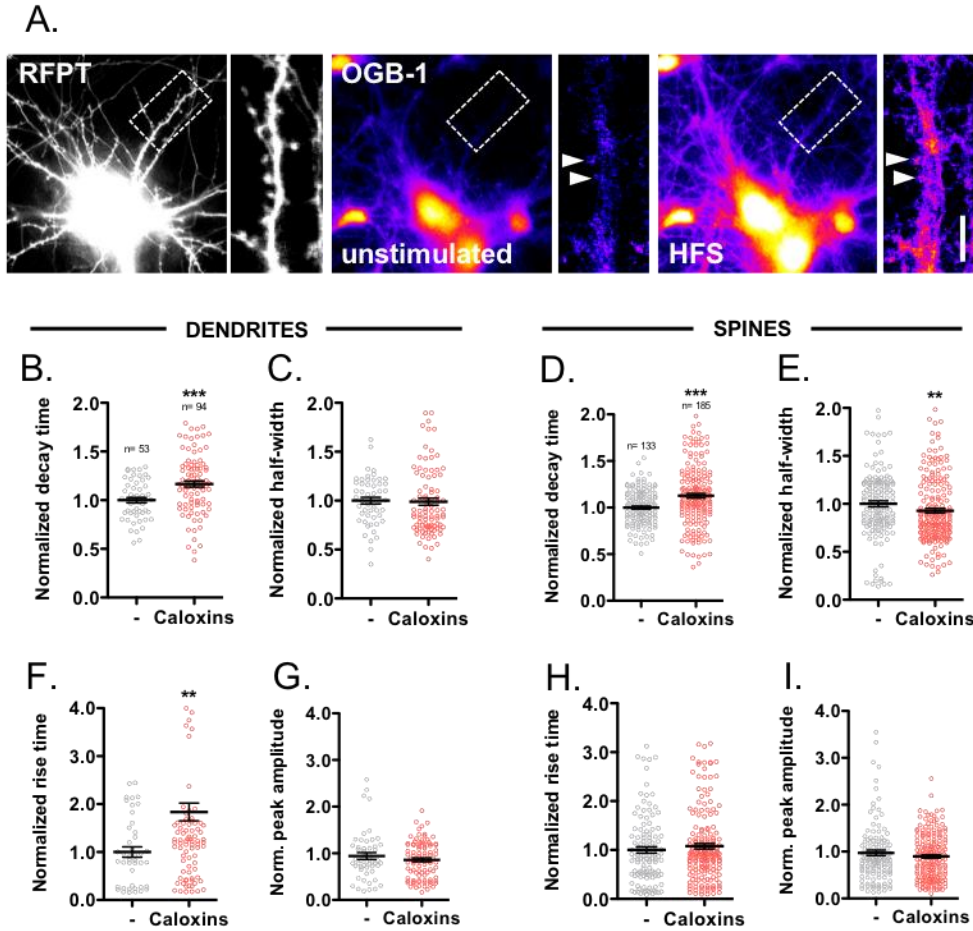 A.
RFPT
OGB-1
unstimulated
HFS
DENDRITES
SPINES
B.
Normalized decay time
2.0
1.5
1.0
0.5
0.0
n= 53
***
n= 94
- Caloxins
C.
Normalized half-width
2.0
1.5
1.0
0.5
0.0
- Caloxins
D.
Normalized decay time
2.0
1.5
1.0
0.5
0.0
n= 133
***
n= 185
- Caloxins
E.
Normalized half-width
2.0
1.5
1.0
0.5
0.0
**
- Caloxins
F.
Normalized rise time
4.0
3.0
2.0
1.0
0.0
**
- Caloxins
G.
Norm. peak amplitude
4.0
3.0
2.0
1.0
0.0
- Caloxins
H.
Normalized rise time
4.0
3.0
2.0
1.0
0.0
- Caloxins
I.
Norm. peak amplitude
4.0
3.0
2.0
1.0
0.0
- Caloxins